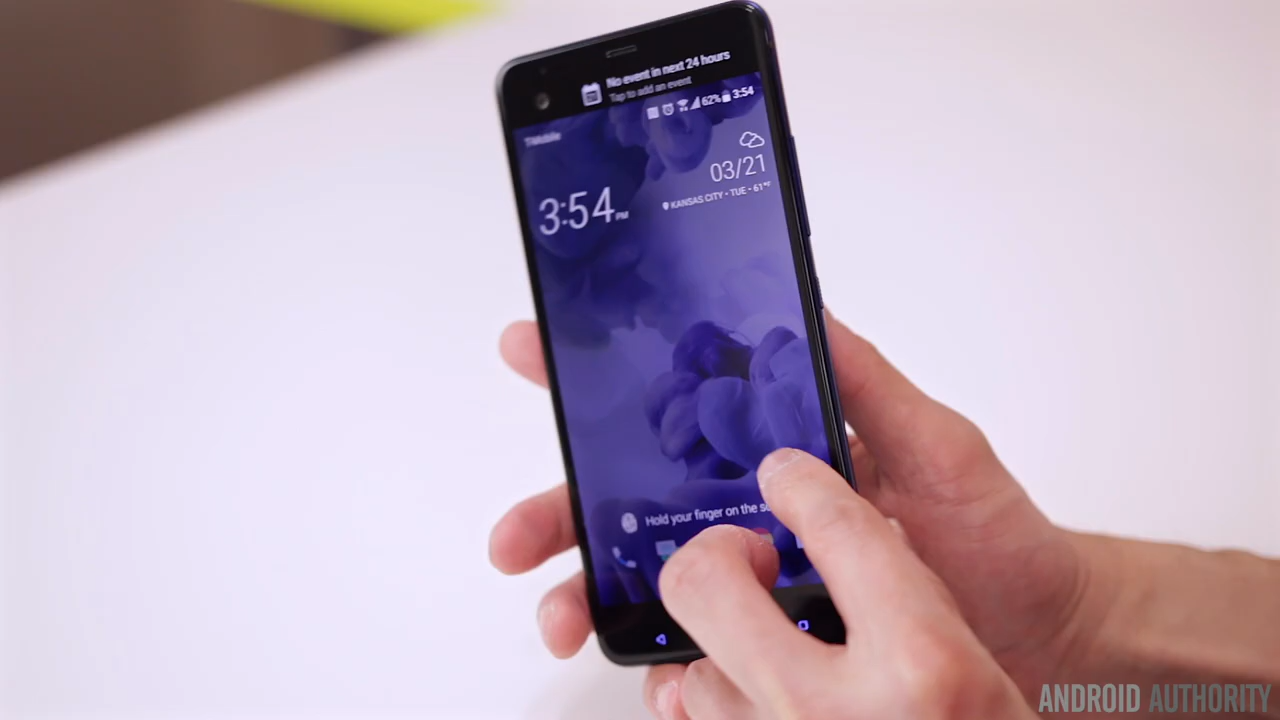 No event in next 24 hours
Tap to add an event
62% 3:54
T-Mobile
03/21
3:54 PM
KANSAS CITY • TUE • 61°F
Hold your finger on the
ANDROID AUTHORITY